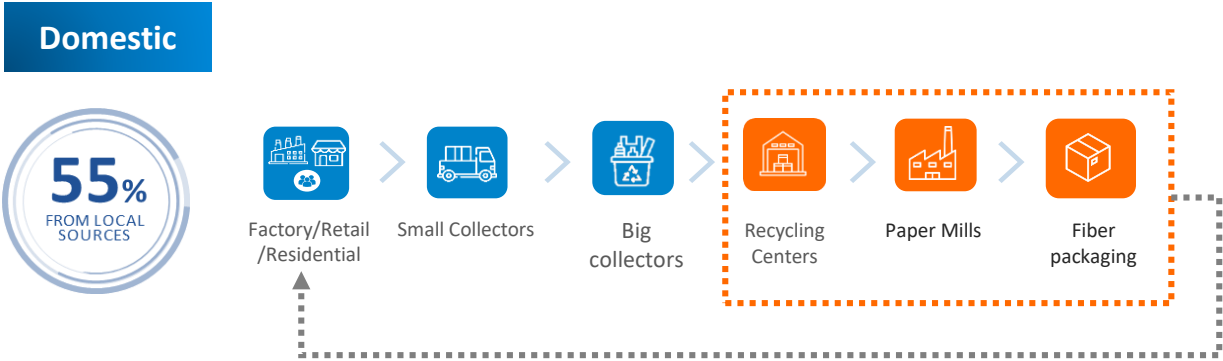 Domestic
55%
FROM LOCAL
SOURCES
Factory/Retail
/Residential
Small Collectors
Big
collectors
Recycling
Centers
Paper Mills
Fiber
packaging